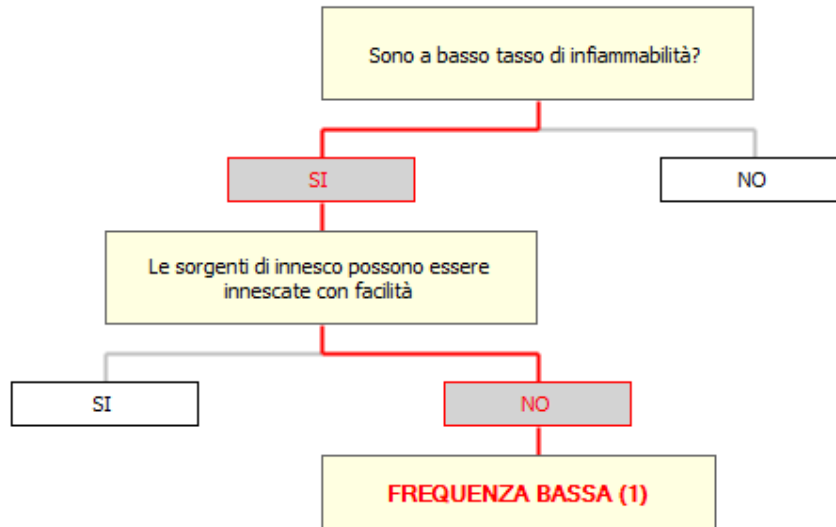 Sono a basso tasso di infiammabilità?
SI
NO
Le sorgenti di innesco possono essere
innescate con facilità
SI
NO
FREQUENZA BASSA (1)